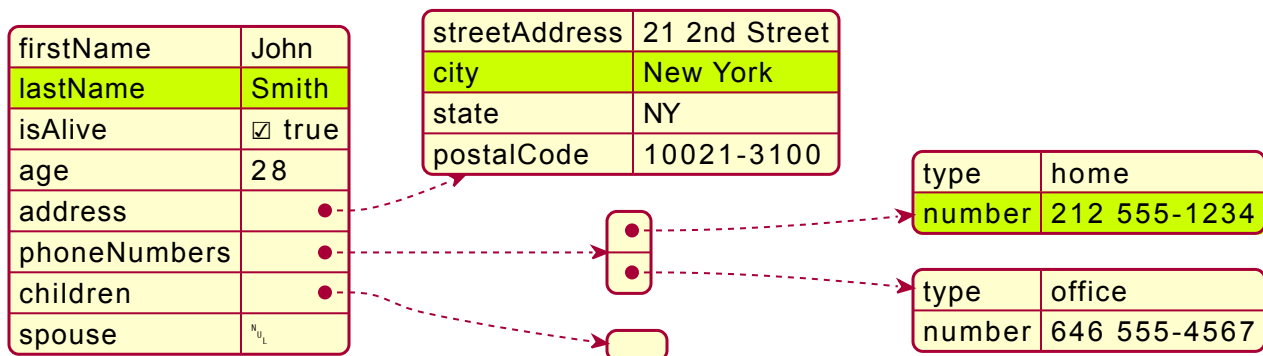 firstName John
lastName Smith
isAlive ☑ true
age 28
address
phoneNumbers
children
spouse ␀
streetAddress 21 2nd Street
city New York
state NY
postalCode 10021-3100
type home
number 212 555-1234
type office
number 646 555-4567